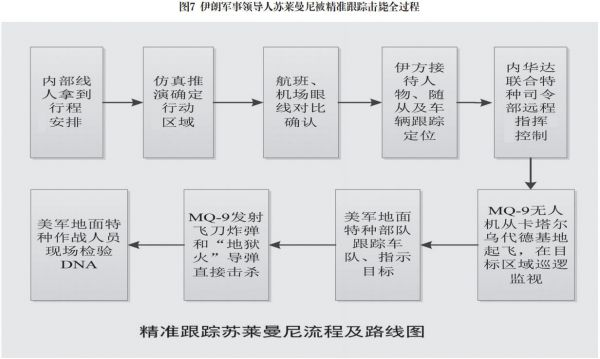 图7 伊朗军事领导人苏莱曼尼被精准跟踪击毙全过程
内部线
人拿到
行程
安排
仿真推
演确定
行动
区域
航班、
机场眼
线对比
确认
伊方接
待人
物、随
从及车
辆跟踪
定位
内华达
联合特
种司令
部远程
指挥
控制
美军地面特
种作战人员
现场检验
DNA
MQ-9发射
飞刀炸弹
和“地狱
火”导弹
直接击杀
美军地面
特种部队
跟踪车
队、指示
目标
MQ-9无人
机从卡塔尔
乌代德基地
起飞，在目
标区域巡逻
监视
精准跟踪苏莱曼尼流程及路线图